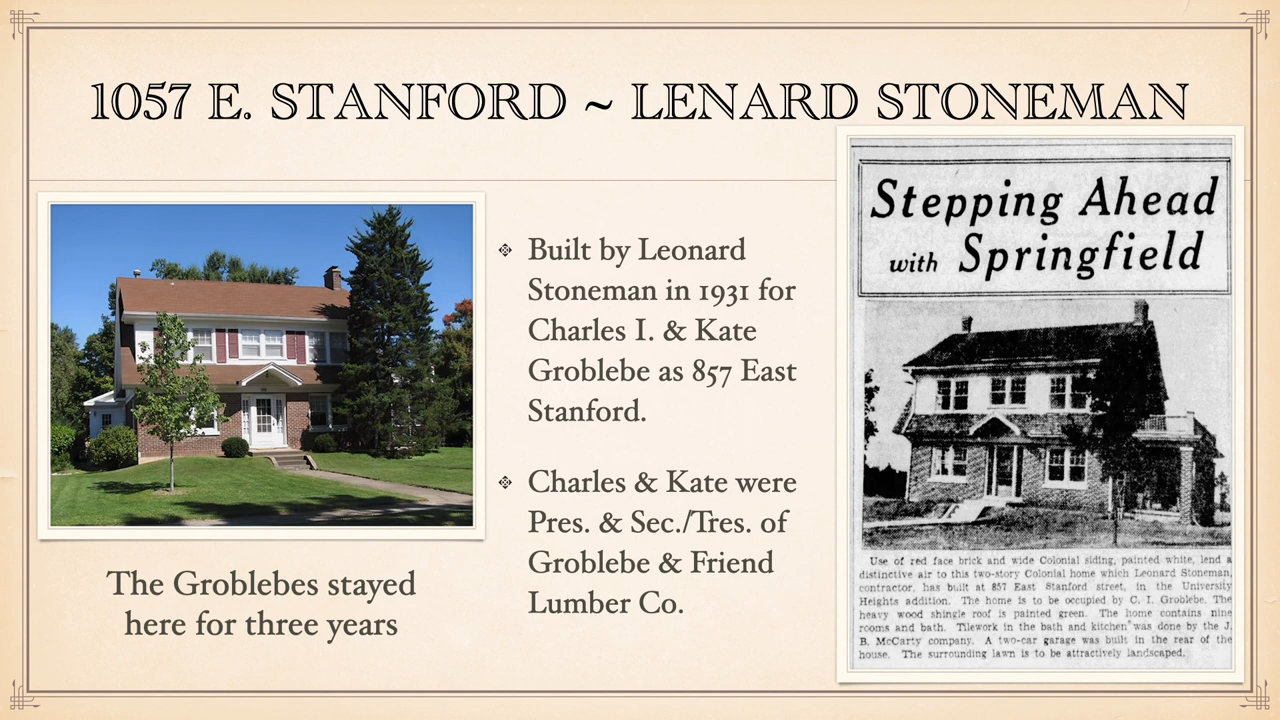 1057 E. STANFORD ~ LENARD STONEMAN
Built by Leonard
Stoneman in 1931 for
Charles I. & Kate
Groblebe as 857 East
Stanford.
Charles & Kate were
Pres. & Sec./Tres. of
Groblebe & Friend
Lumber Co.
The Groblebes stayed
here for three years
Stepping Ahead
with Springfield
Use of red face brick and wide Colonial siding, painted white, lend a
distinctive air to this two-story Colonial home which Leonard Stoneman,
contractor, has built at 857 East Stanford street, in the University
Heights addition. The home is to be occupied by C. I. Groblebe. The
heavy wood shingle roof is painted green. The home contains nine
rooms and bath. Tilework in the bath and kitchen was done by the J.
B. McCarty company. A two-car garage was built in the rear of the
house. The surrounding lawn is to be attractively landscaped.